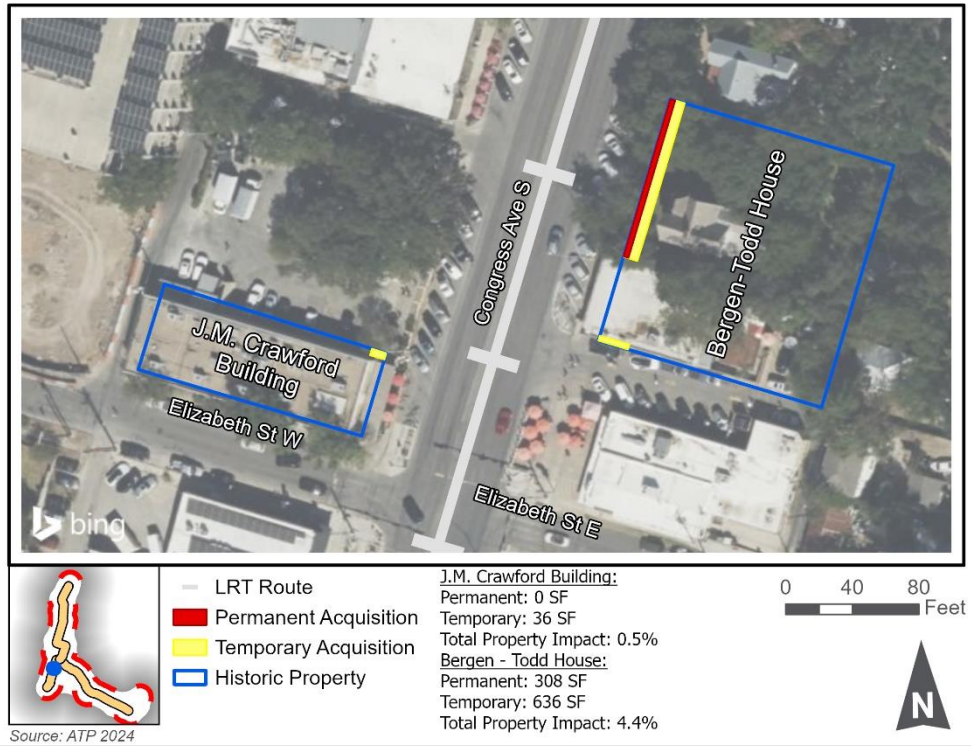 Congress Ave S
Bergen-Todd House
J.M. Crawford
Building
Elizabeth St W
Elizabeth St E
bing
LRT Route
Permanent Acquisition
Temporary Acquisition
Historic Property
J.M. Crawford Building:
Permanent: 0 SF
Temporary: 36 SF
Total Property Impact: 0.5%
Bergen - Todd House:
Permanent: 308 SF
Temporary: 636 SF
Total Property Impact: 4.4%
0 40 80
Feet
N
Source: ATP 2024